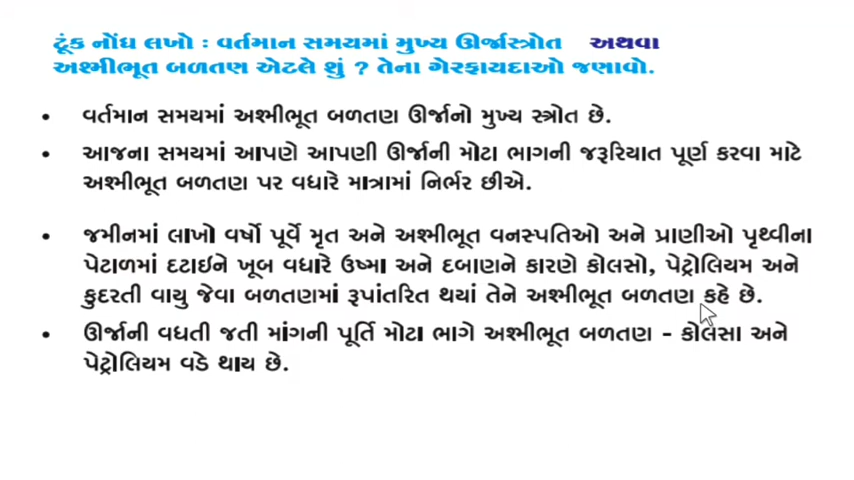 ટૂંક નોંધ લખો : વર્તમાન સમયમાં મુખ્ય ઊર્જાસ્ત્રોત અથવા
અશ્મીભૂત બળતણ એટલે શું ? તેના ગેરફાયદાઓ જણાવો.
• વર્તમાન સમયમાં અશ્મીભૂત બળતણ ઊર્જાનો મુખ્ય સ્ત્રોત છે.
• આજના સમયમાં આપણે આપણી ઊર્જાની મોટા ભાગની જરૂરિયાત પૂર્ણ કરવા માટે
અશ્મીભૂત બળતણ પર વધારે માત્રામાં નિર્ભર છીએ.
• જમીનમાં લાખો વર્ષો પૂર્વે મૃત અને અશ્મીભૂત વનસ્પતિઓ અને પ્રાણીઓ પૃથ્વીના
પેટાળમાં દટાઇને ખૂબ વધારે ઉષ્મા અને દબાણને કારણે કોલસો, પેટ્રોલિયમ અને
કુદરતી વાયુ જેવા બળતણમાં રૂપાંતરિત થયાં તેને અશ્મીભૂત બળતણ કહે છે.
• ઊર્જાની વધતી જતી માંગની પૂર્તિ મોટા ભાગે અશ્મીભૂત બળતણ - કોલસા અને
પેટ્રોલિયમ વડે થાય છે.